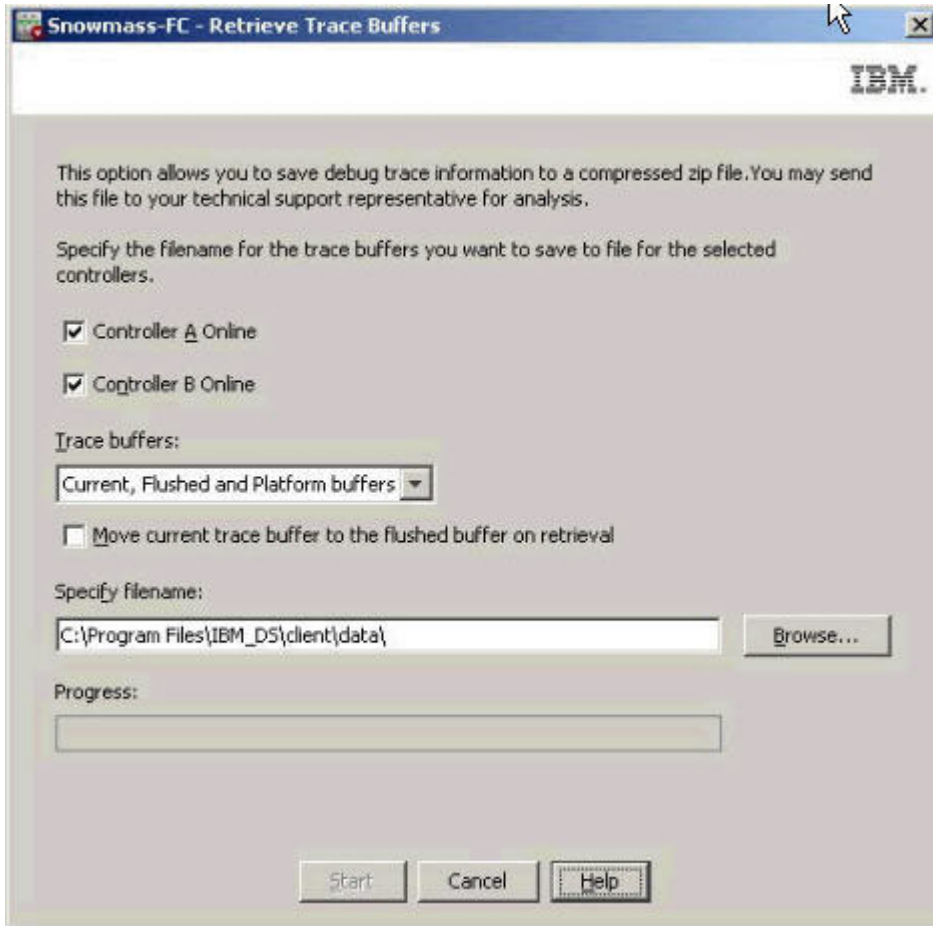 Snowmass-FC - Retrieve Trace Buffers
IBM.
This option allows you to save debug trace information to a compressed zip file.You may send
this file to your technical support representative for analysis.
Specify the filename for the trace buffers you want to save to file for the selected
controllers.
Controller A Online
Controller B Online
Trace buffers:
Current, Flushed and Platform buffers
Move current trace buffer to the flushed buffer on retrieval
Specify filename:
C:\Program Files\IBM_DS\client\data\
Browse...
Progress:
Start Cancel Help